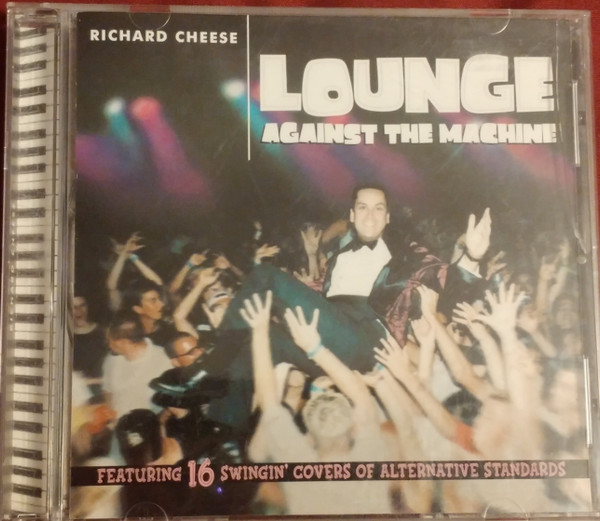 RICHARD CHEESE
LOUNGE
AGAINST THE MACHINE
FEATURING 16 SWINGIN' COVERS OF ALTERNATIVE STANDARDS